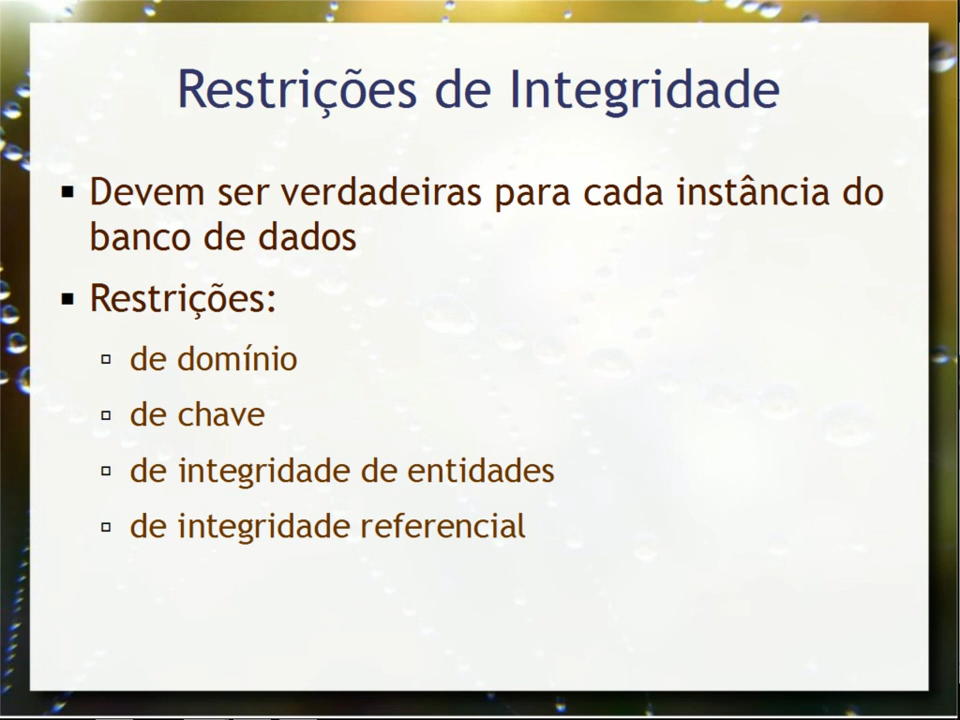 Restrições de Integridade
▪ Devem ser verdadeiras para cada instância do
banco de dados
▪ Restrições:
▫ de domínio
▫ de chave
▫ de integridade de entidades
▫ de integridade referencial